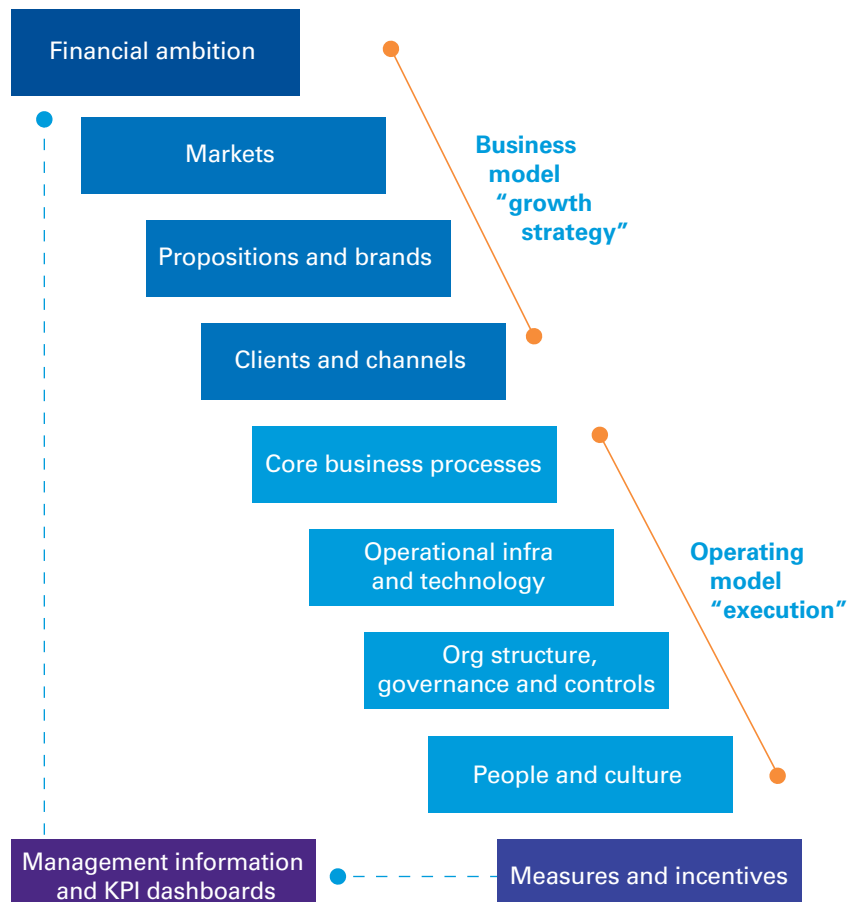 Financial ambition
Markets
Business
model
“growth
strategy”
Propositions and brands
Clients and channels
Core business processes
Operational infra
and technology
Operating
model
“execution”
Org structure,
governance and controls
People and culture
Management information
and KPI dashboards
Measures and incentives